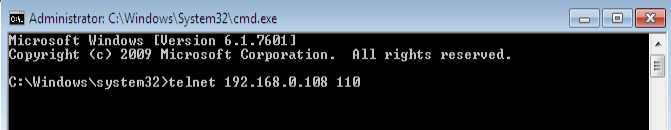 Administrator: C:\Windows\System32\cmd.exe
Microsoft Windows [Version 6.1.7601]
Copyright (c) 2009 Microsoft Corporation.  All rights reserved.
C:\Windows\system32>telnet 192.168.0.108 110